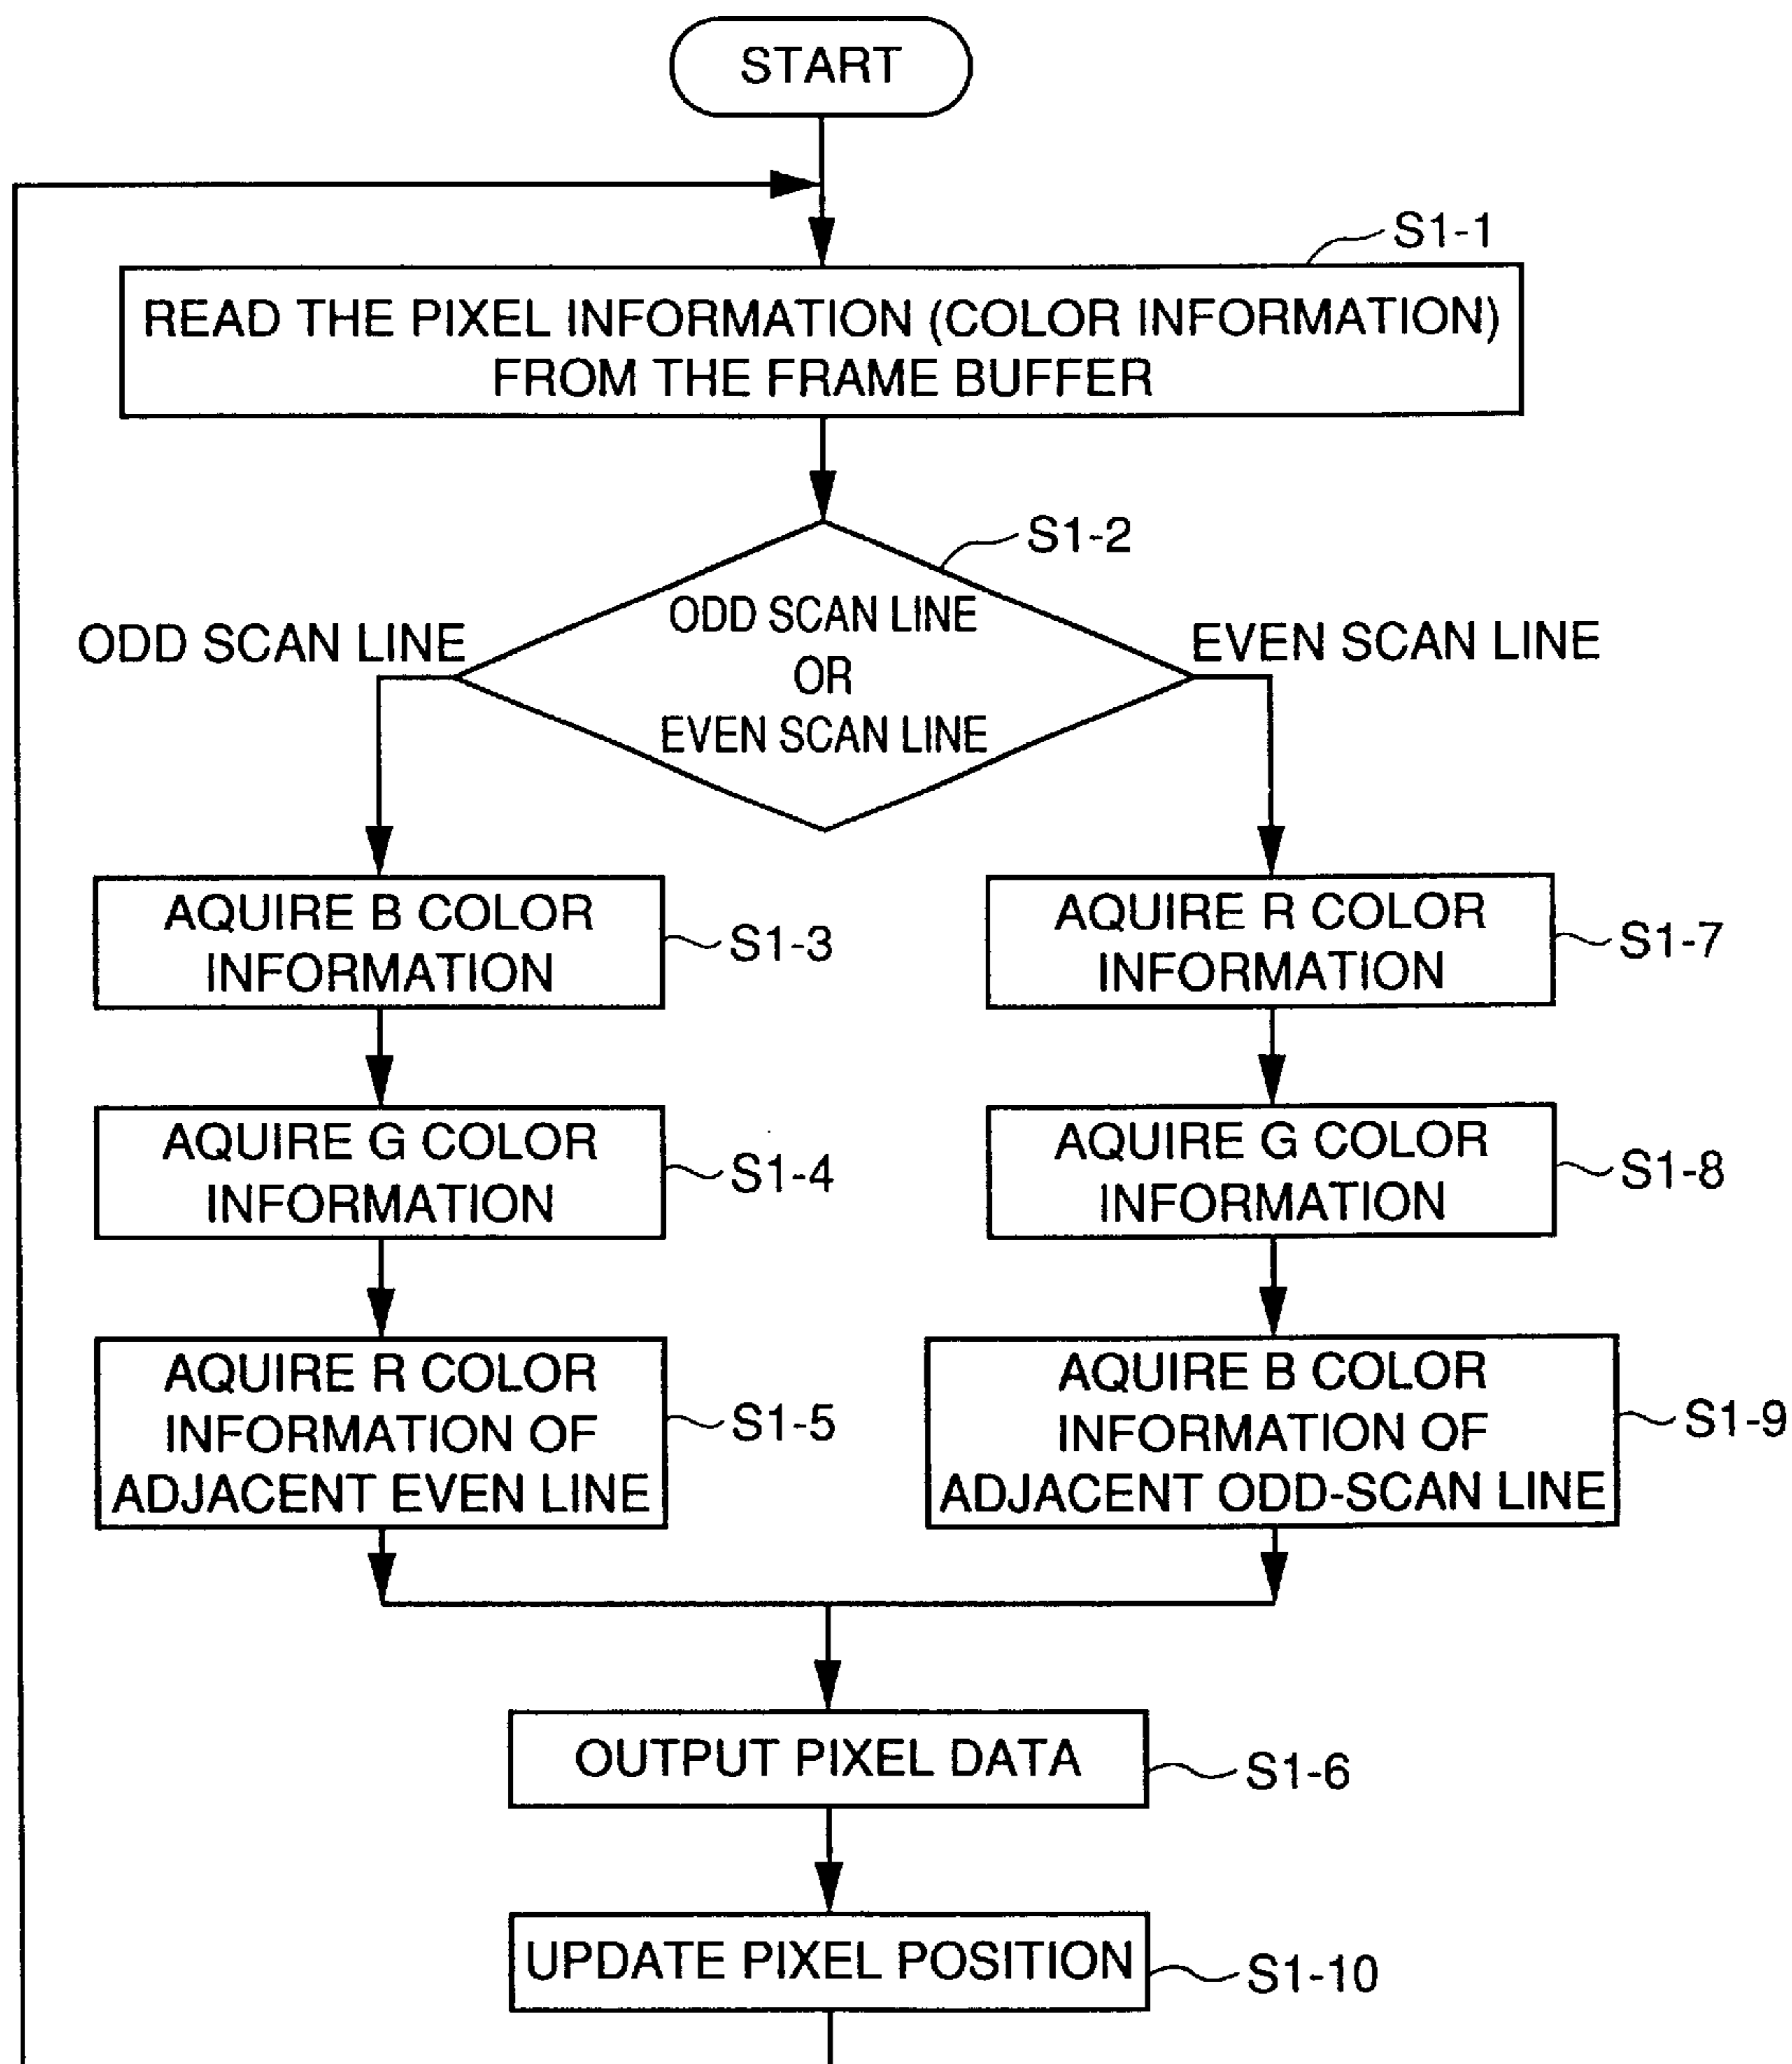 START
S1-1
READ THE PIXEL INFORMATION (COLOR INFORMATION)
FROM THE FRAME BUFFER
S1-2
ODD SCAN LINE
OR
EVEN SCAN LINE
ODD SCAN LINE
EVEN SCAN LINE
AQUIRE B COLOR
INFORMATION
S1-3
AQUIRE R COLOR
INFORMATION
S1-7
AQUIRE G COLOR
INFORMATION
S1-4
AQUIRE G COLOR
INFORMATION
S1-8
AQUIRE R COLOR
INFORMATION OF
ADJACENT EVEN LINE
S1-5
AQUIRE B COLOR
INFORMATION OF
ADJACENT ODD-SCAN LINE
S1-9
OUTPUT PIXEL DATA
S1-6
UPDATE PIXEL POSITION
S1-10